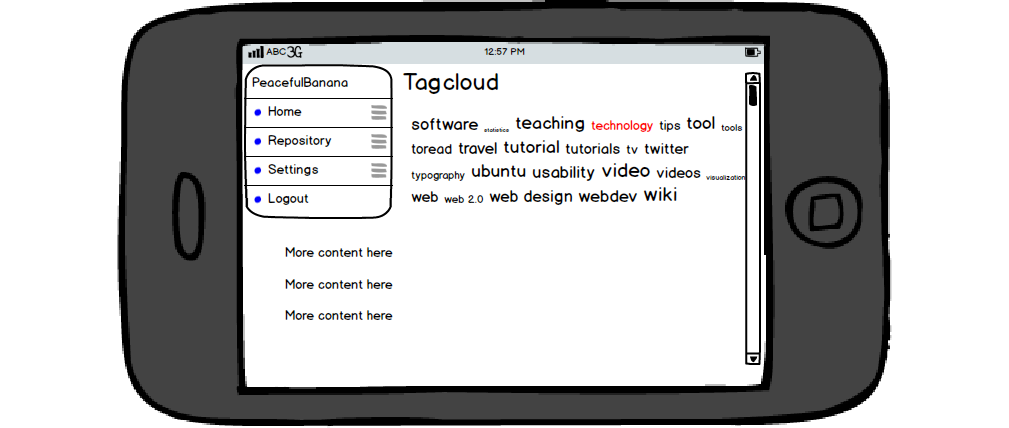 ABC 3G 12:57 PM
PeacefulBanana
Home
Repository
Settings
Logout
Tagcloud
software statistics teaching technology tips tool tools
toread travel tutorial tutorials tv twitter
typography ubuntu usability video videos visualization
web web 2.0 web design webdev wiki
More content here
More content here
More content here